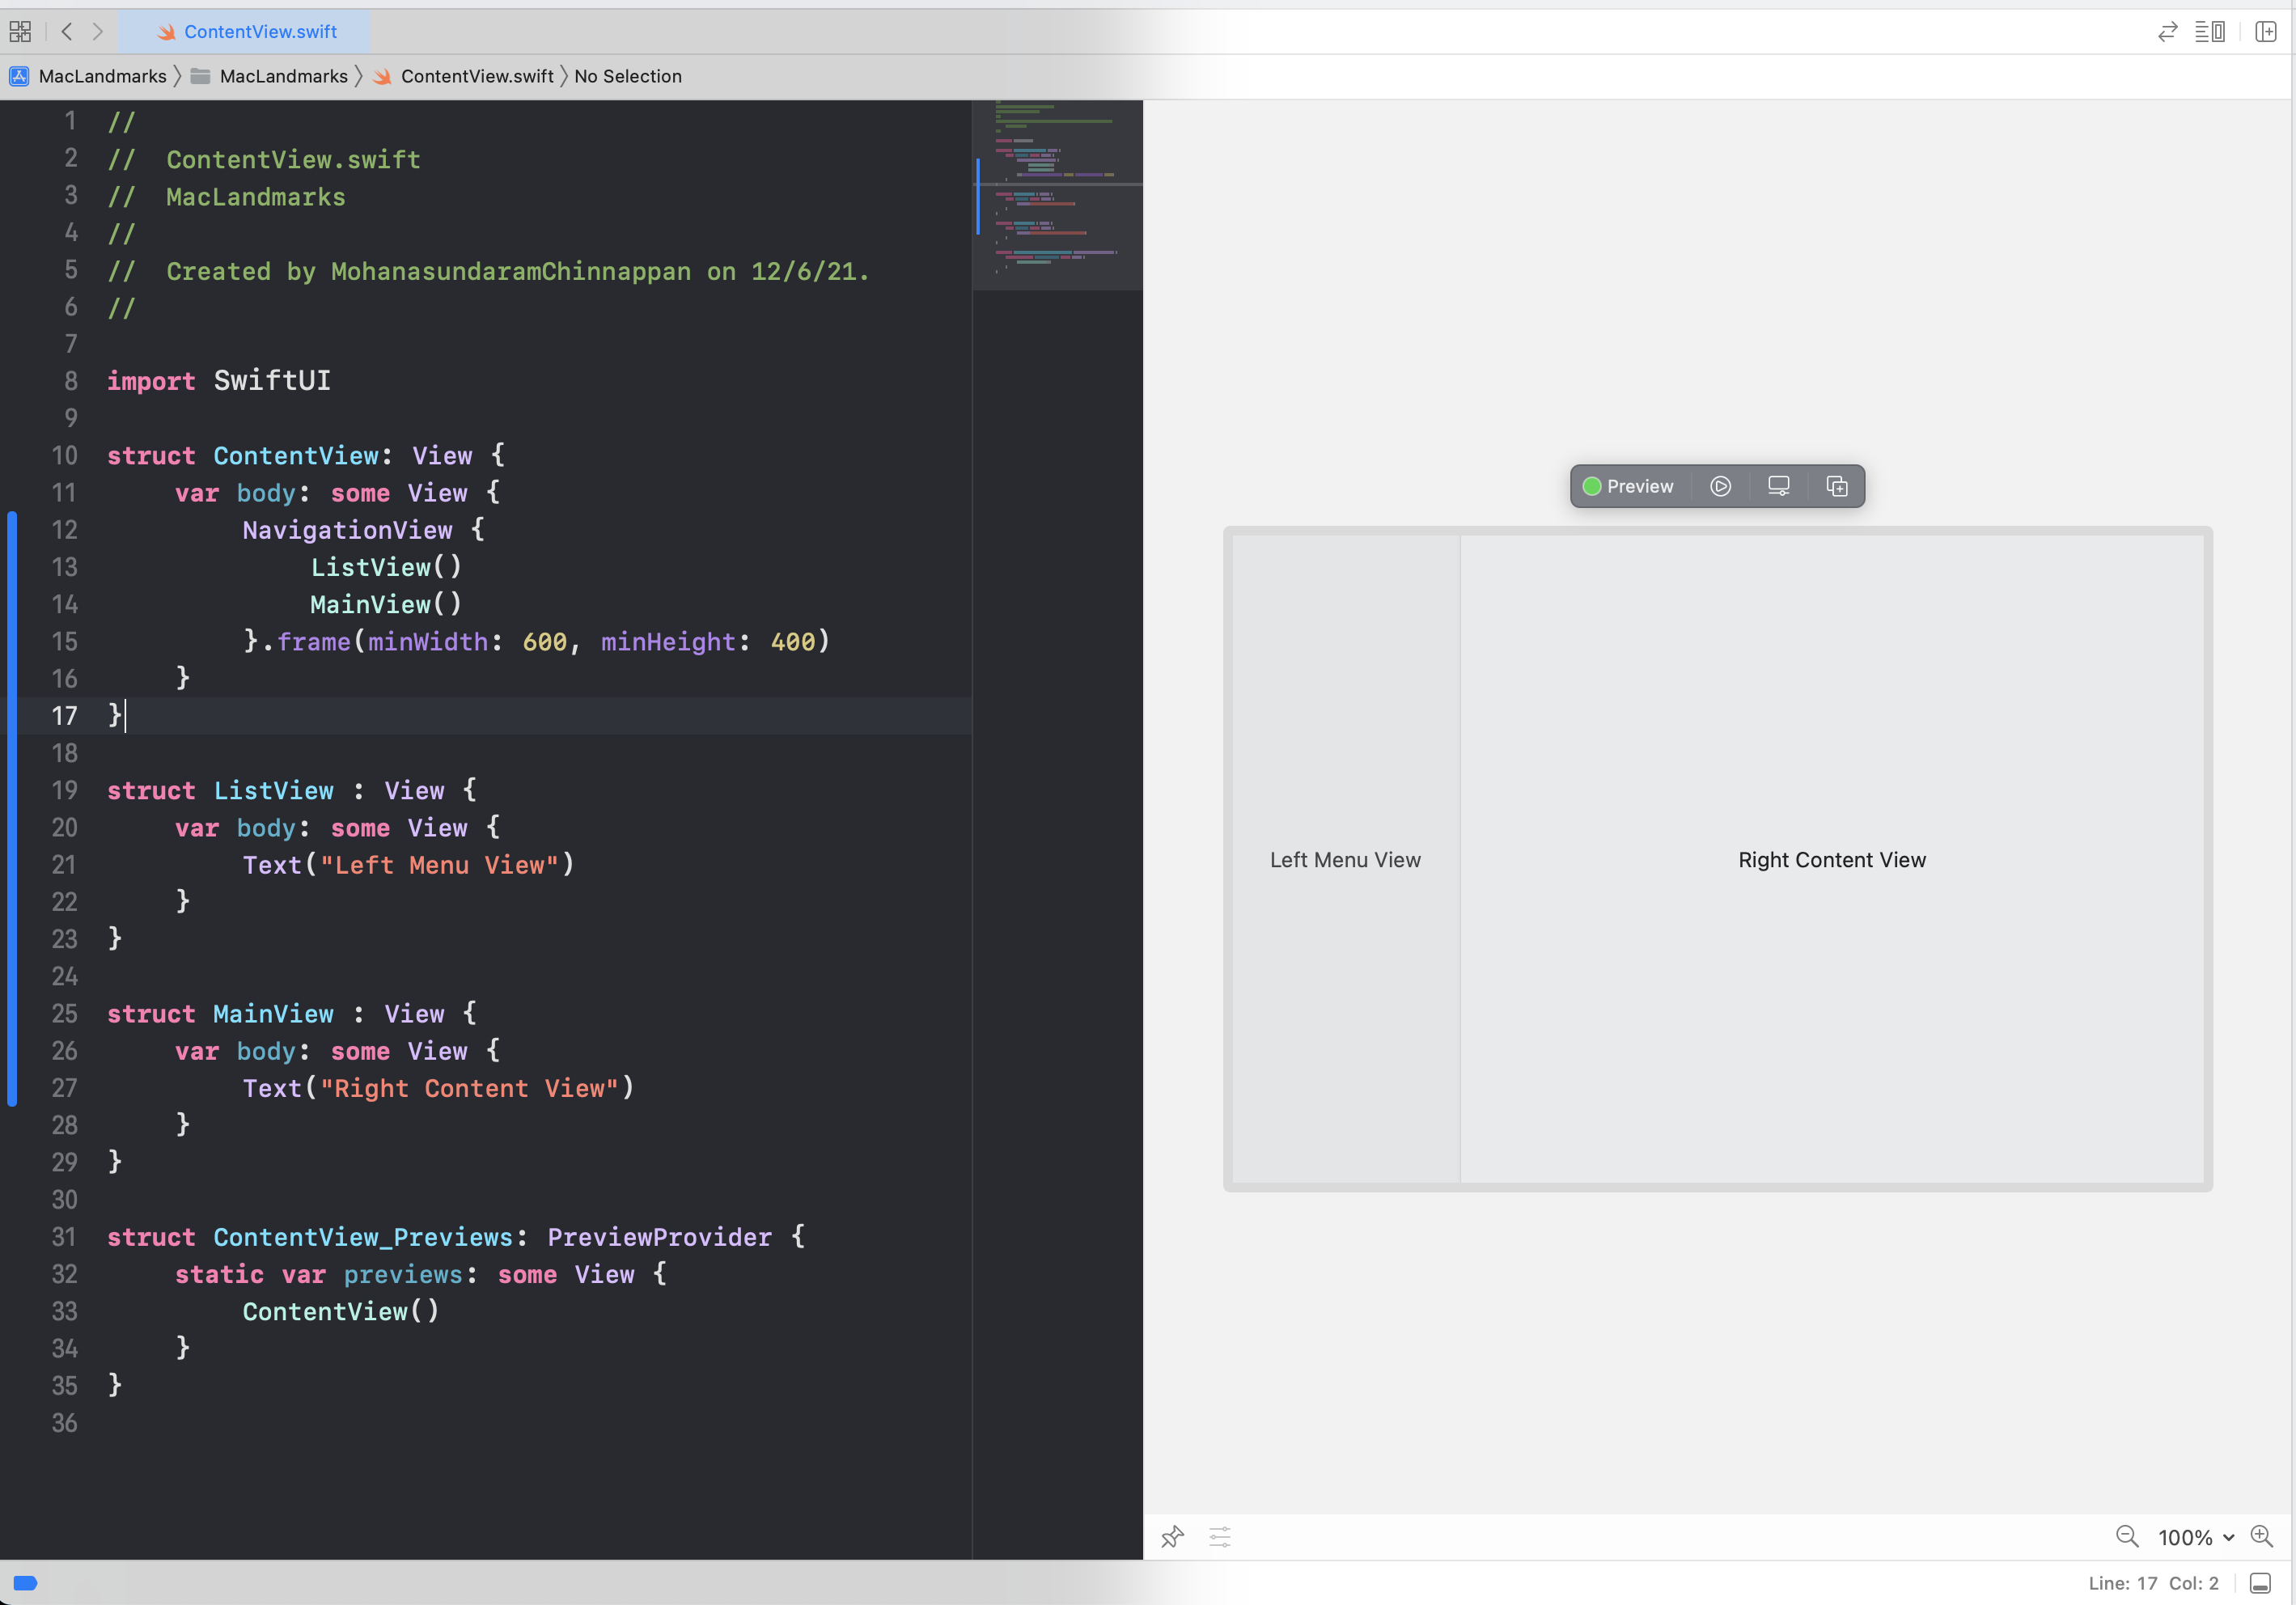 ContentView.swift
MacLandmarks MacLandmarks ContentView.swift No Selection
1 //
2 //  ContentView.swift
3 //  MacLandmarks
4 //
5 //  Created by MohanasundaramChinnappan on 12/6/21.
6 //
7
8 import SwiftUI
9
10 struct ContentView: View {
11     var body: some View {
12         NavigationView {
13             ListView()
14             MainView()
15         }.frame(minWidth: 600, minHeight: 400)
16     }
17 }
18
19 struct ListView : View {
20     var body: some View {
21         Text("Left Menu View")
22     }
23 }
24
25 struct MainView : View {
26     var body: some View {
27         Text("Right Content View")
28     }
29 }
30
31 struct ContentView_Previews: PreviewProvider {
32     static var previews: some View {
33         ContentView()
34     }
35 }
36
Preview
Left Menu View
Right Content View
100%
Line: 17 Col: 2